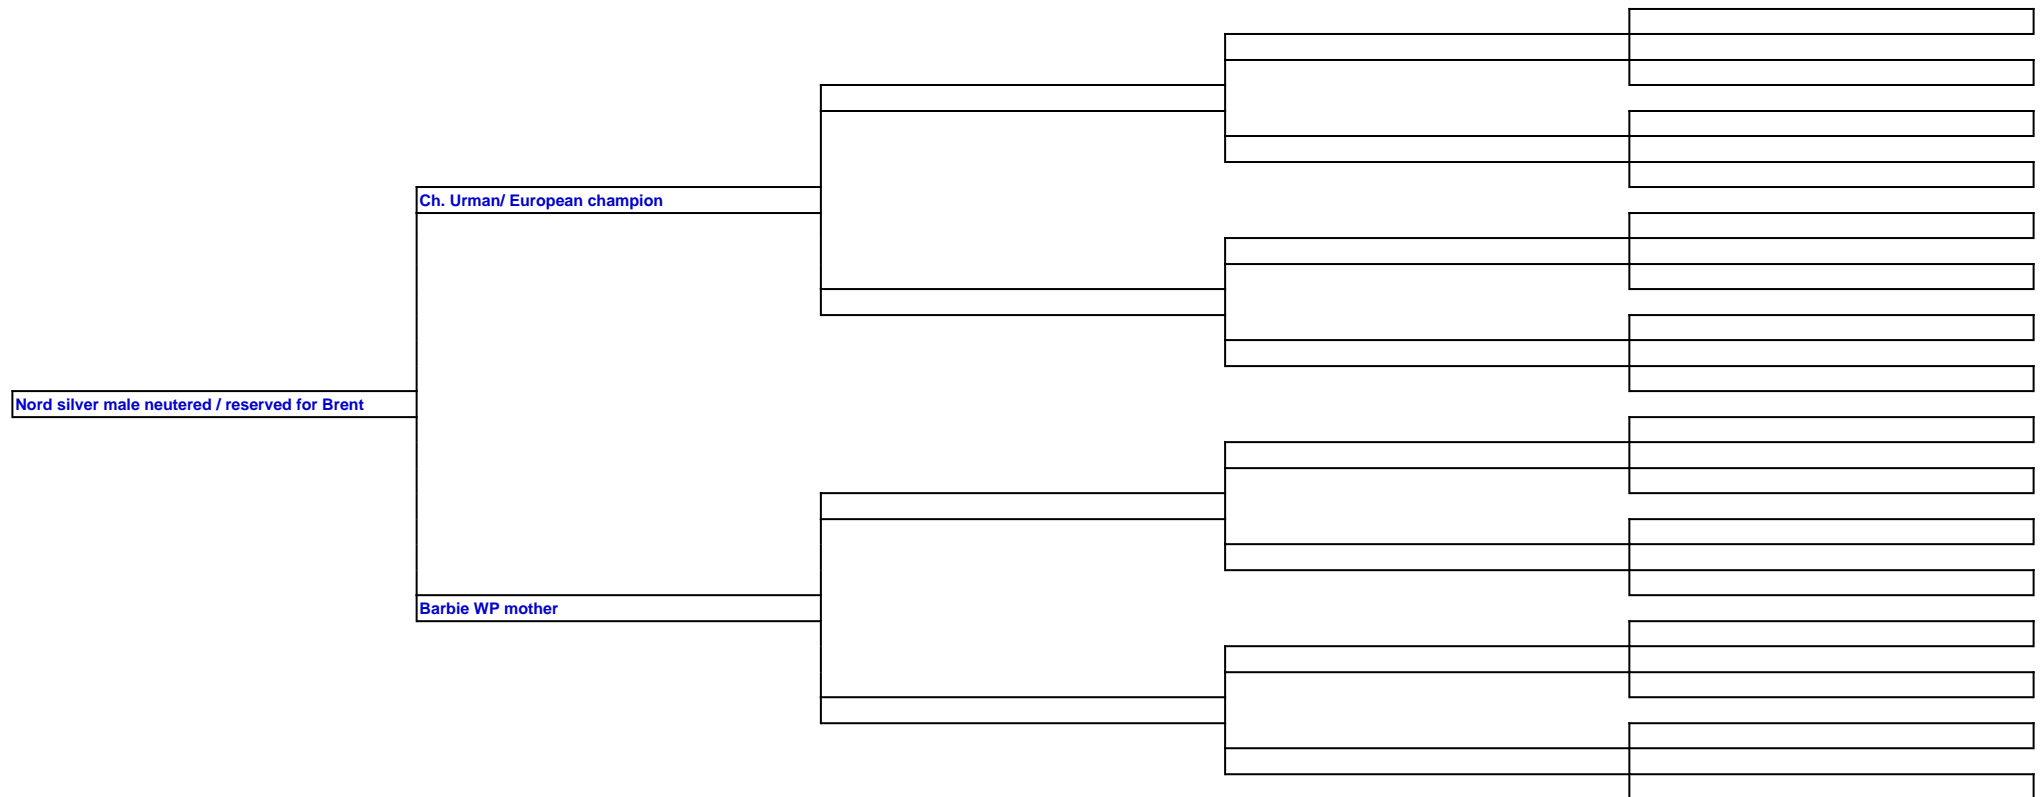 Ch. Urman/ European champion
Nord silver male neutered / reserved for Brent
Barbie WP mother